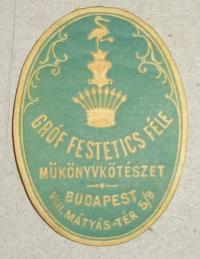 GRÓF FESTETICS FÉLE
MŰKÖNYVKÖTÉSZET
BUDAPEST
VIII. MÁTYÁS-TÉR 5/B